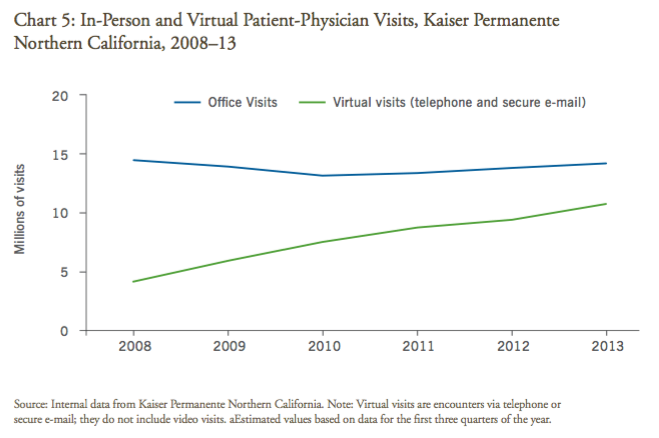 Chart 5: In-Person and Virtual Patient-Physician Visits, Kaiser Permanente
Northern California, 2008–13
20
Office Visits
Virtual visits (telephone and secure e-mail)
15
10
5
0
Millions of visits
2008 2009 2010 2011 2012 2013
Source: Internal data from Kaiser Permanente Northern California. Note: Virtual visits are encounters via telephone or
secure e-mail; they do not include video visits. aEstimated values based on data for the first three quarters of the year.